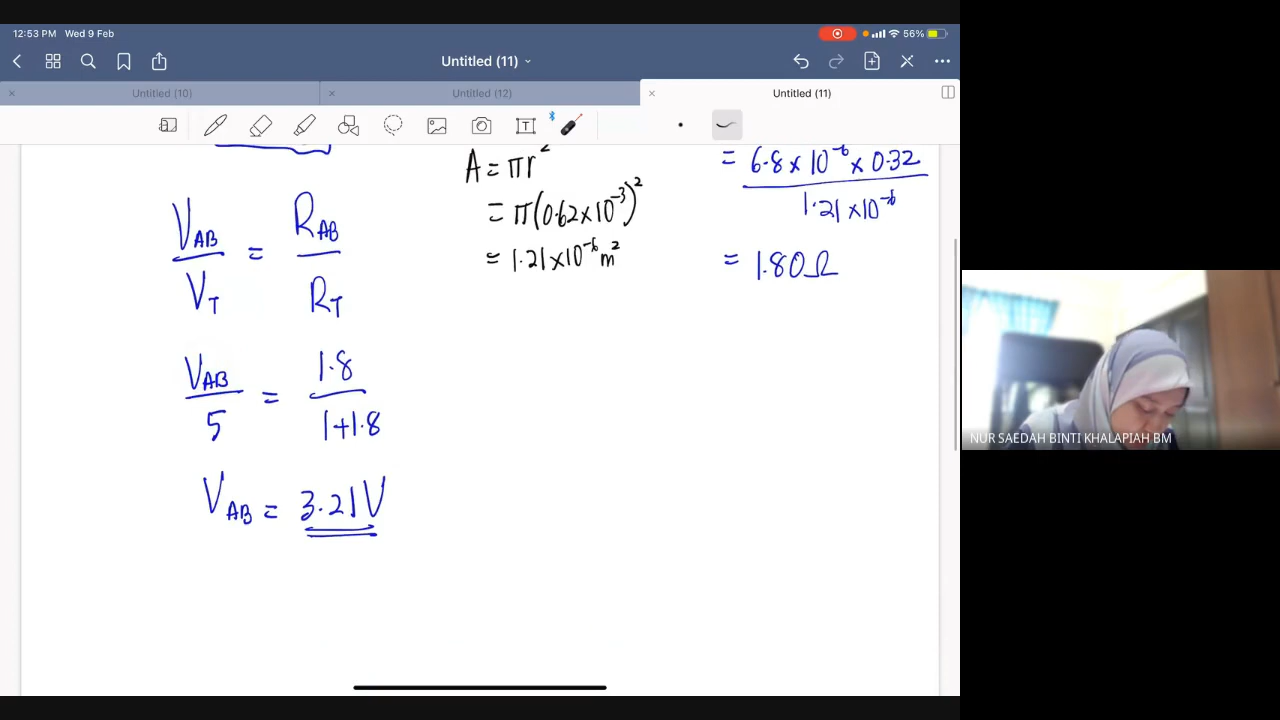 12:53 PM Wed 9 Feb
56%
Untitled (11)
Untitled (10)
Untitled (12)
Untitled (11)
T
V_AB / V_T = R_AB / R_T
V_AB / 5 = 1.8 / 1+1.8
V_AB = 3.21V
A = πr²
= π(0.62×10⁻³)²
= 1.21×10⁻⁶ m²
= 6.8 × 10⁻⁶ × 0.32 / 1.21 ×10⁻⁶
= 1.80Ω
NUR SAEDAH BINTI KHALAPIAH BM